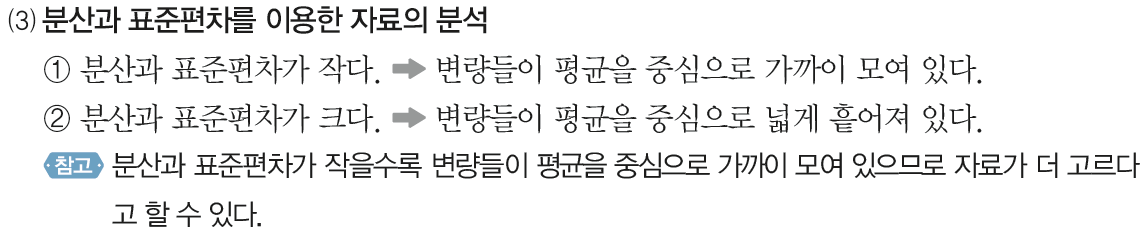 (3) 분산과 표준편차를 이용한 자료의 분석
① 분산과 표준편차가 작다. ➡ 변량들이 평균을 중심으로 가까이 모여 있다.
② 분산과 표준편차가 크다. ➡ 변량들이 평균을 중심으로 넓게 흩어져 있다.
참고 분산과 표준편차가 작을수록 변량들이 평균을 중심으로 가까이 모여 있으므로 자료가 더 고르다
고 할 수 있다.